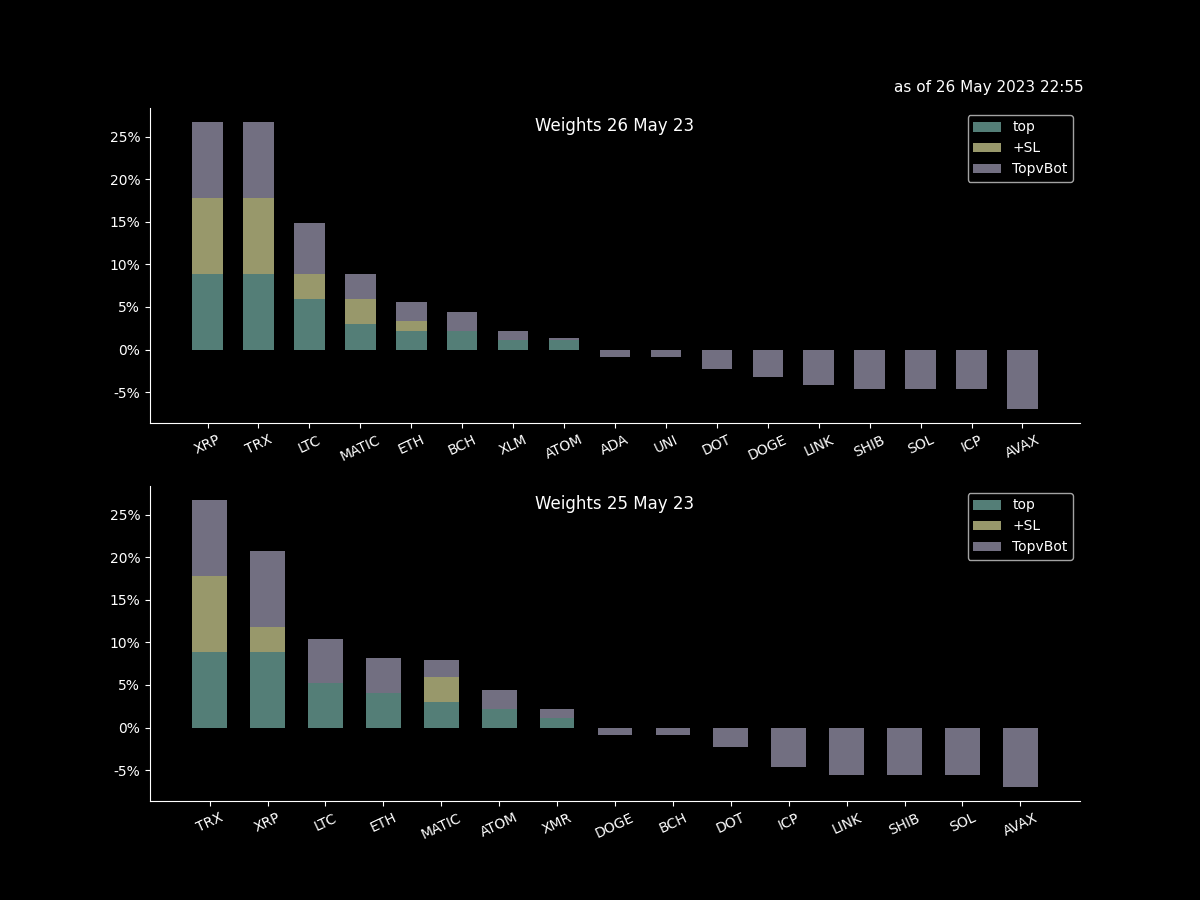 as of 26 May 2023 22:55
Weights 26 May 23
top
+SL
TopvBot
25%
20%
15%
10%
5%
0%
-5%
XRP TRX LTC MATIC ETH BCH XLM ATOM ADA UNI DOT DOGE LINK SHIB SOL ICP AVAX
Weights 25 May 23
top
+SL
TopvBot
25%
20%
15%
10%
5%
0%
-5%
TRX XRP LTC ETH MATIC ATOM XMR DOGE BCH DOT ICP LINK SHIB SOL AVAX